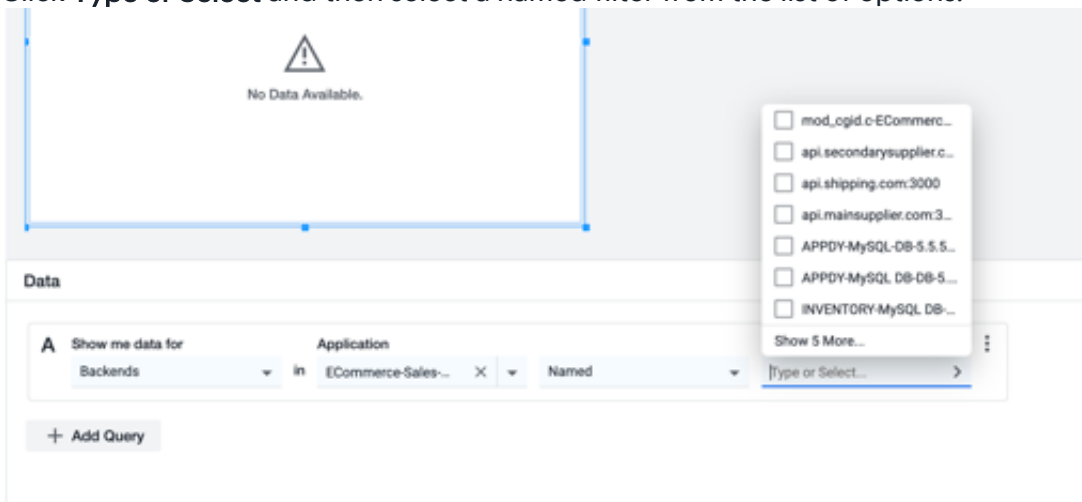 Click Type or Select and then select a named filter from the list of options.
No Data Available.
mod_cgid.c-ECommerc...
api.secondarysupplier.c...
api.shipping.com:3000
api.mainsupplier.com:3...
APPDY-MySQL-DB-5.5.5...
APPDY-MySQL DB-DB-5....
INVENTORY-MySQL DB-...
Show 5 More...
Data
A Show me data for Application
Backends in ECommerce-Sales-... Named Type or Select...
+ Add Query